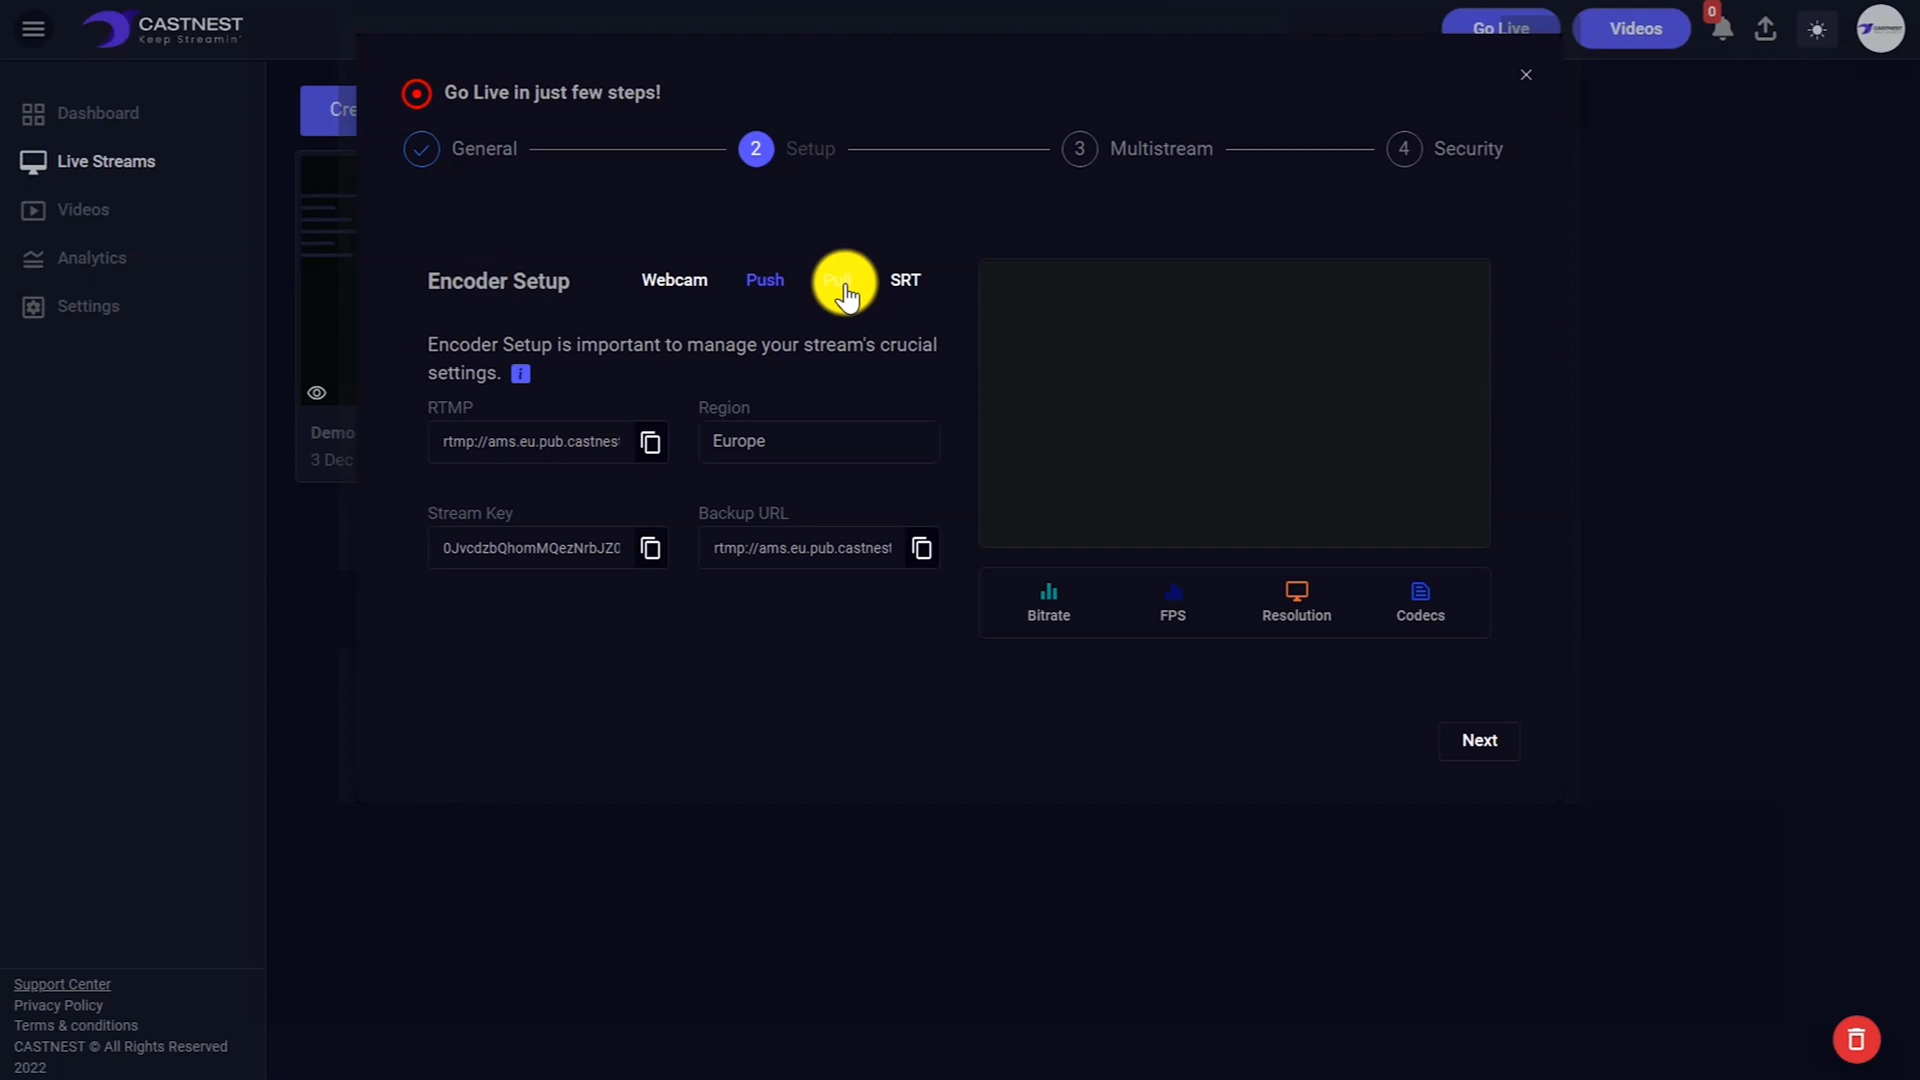 CASTNEST
Keep Streamin'
Go Live
Videos
0
Go Live in just few steps!
General
2 Setup
3 Multistream
4 Security
Dashboard
Live Streams
Videos
Analytics
Settings
Cre
Demo
3 Dec
Encoder Setup
Webcam
Push
Pull
SRT
Encoder Setup is important to manage your stream's crucial
settings. i
RTMP
Region
rtmp://ams.eu.pub.castnes
Europe
Stream Key
Backup URL
0JvcdzbQhomMQezNrbJZ0
rtmp://ams.eu.pub.castnest
Bitrate
FPS
Resolution
Codecs
Next
Support Center
Privacy Policy
Terms & conditions
CASTNEST © All Rights Reserved
2022